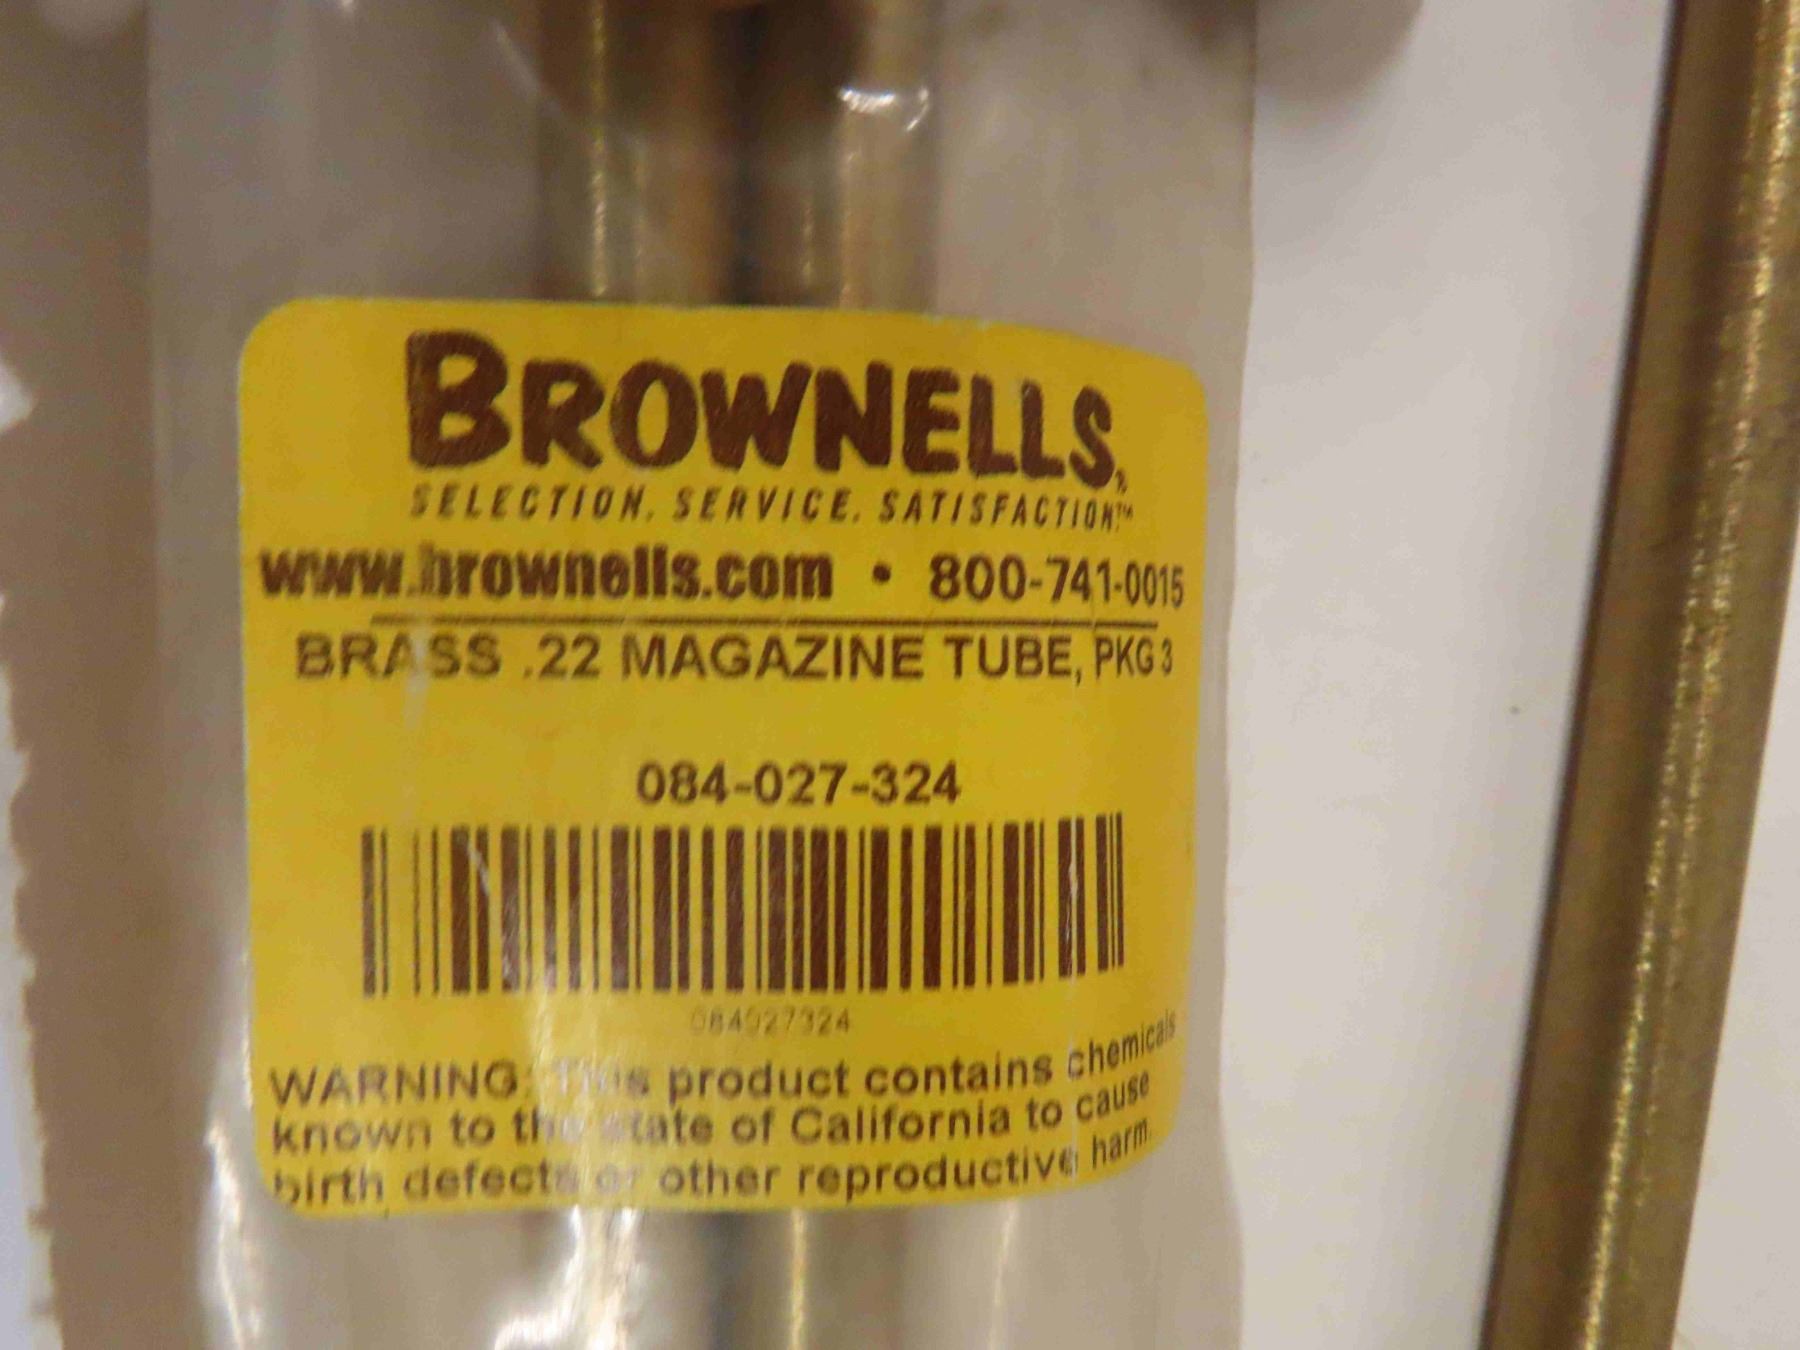 BROWNELLS®
SELECTION. SERVICE. SATISFACTION.™
www.brownells.com • 800-741-0015
BRASS .22 MAGAZINE TUBE, PKG 3
084-027-324
084027324
WARNING: This product contains chemicals
known to the state of California to cause
birth defects or other reproductive harm.